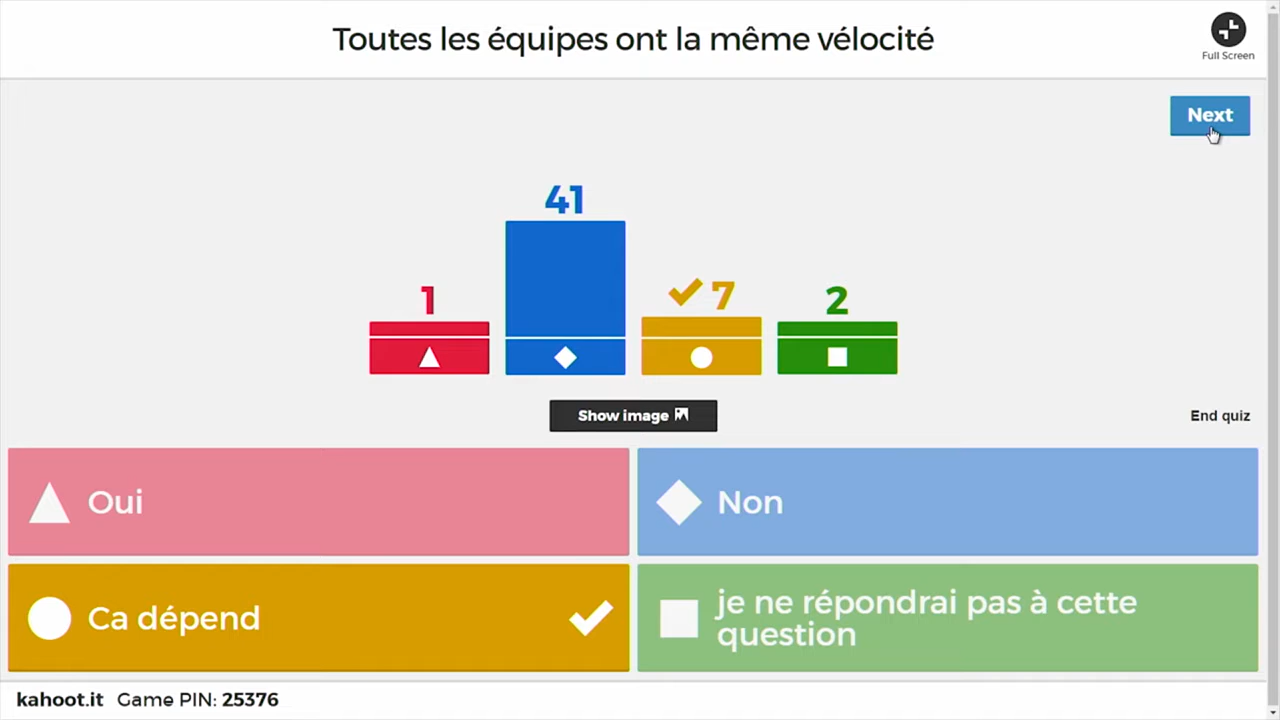 Toutes les équipes ont la même vélocité
Full Screen
Next
41
1
7
2
Show image
End quiz
Oui
Non
Ca dépend
je ne répondrai pas à cette
question
kahoot.it Game PIN: 25376